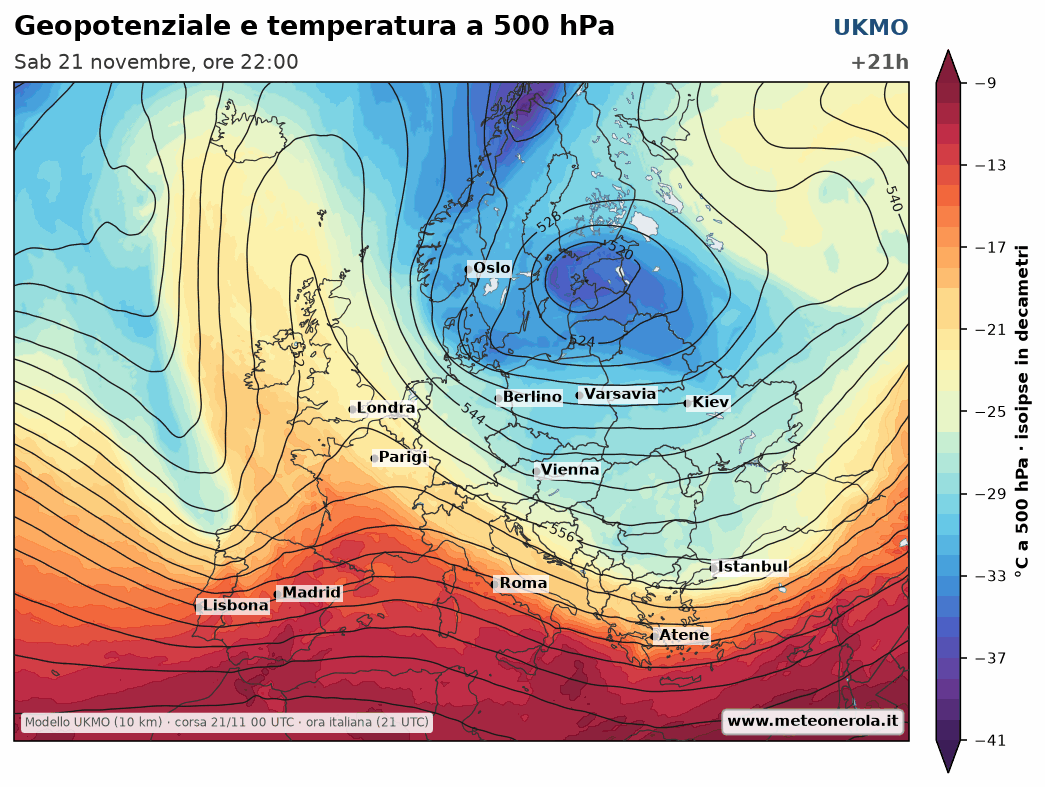 Geopotenziale e temperatura a 500 hPa
UKMO
Sab 21 novembre, ore 22:00
+21h
540
528
520
Oslo
524
552
Berlino
Varsavia
Kiev
Londra
544
Parigi
Vienna
556
Istanbul
Roma
Madrid
Lisbona
Atene
Modello UKMO (10 km) · corsa 21/11 00 UTC · ora italiana (21 UTC)
www.meteonerola.it
−9
−13
−17
−21
−25
−29
−33
−37
−41
°C a 500 hPa · isoipse in decametri